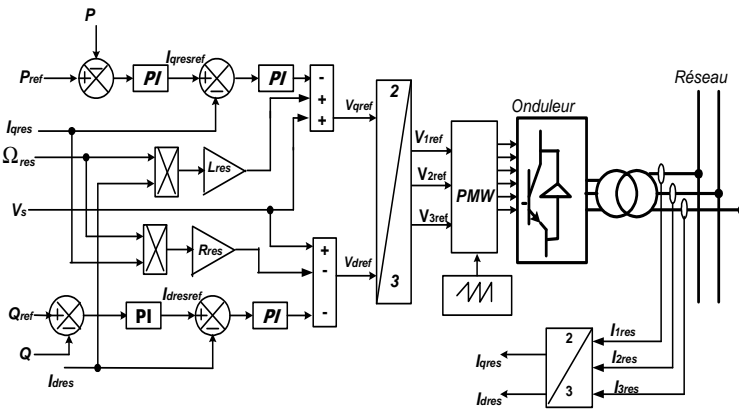 P
Pref
+
−
PI
Iqresref
+
−
PI
-
+
+
Vqref
Iqres
Ωres
Lres
Vs
Rres
+
-
-
Vdref
Qref
+
−
PI
Idresref
+
−
PI
Q
Idres
2
3
V1ref
V2ref
V3ref
PMW
Onduleur
Réseau
I1res
I2res
I3res
2
3
Iqres
Idres